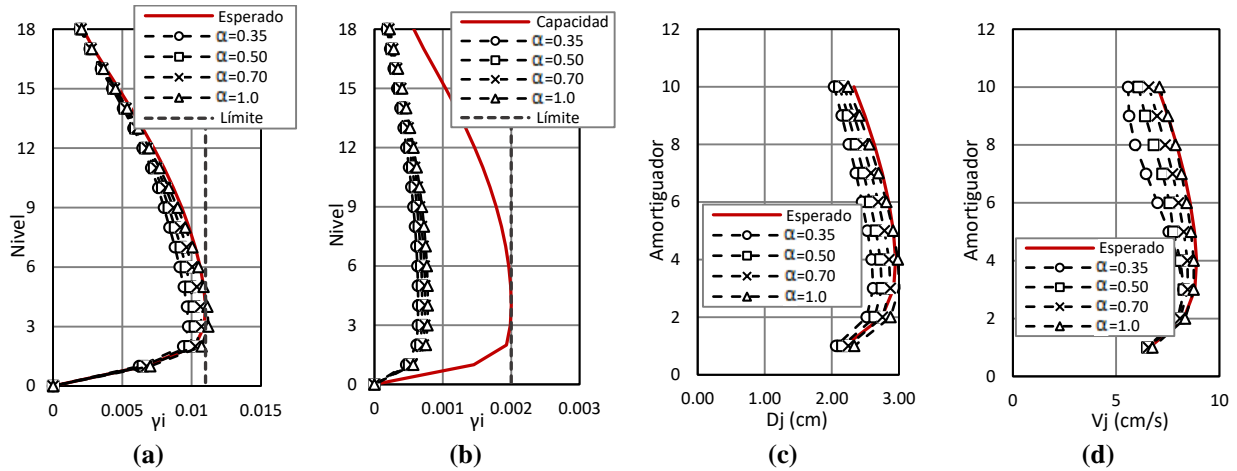 18
15
12
9
6
3
0
Nivel
0
0.005
0.01
0.015
γi
Esperado
α=0.35
α=0.50
α=0.70
α=1.0
Límite
(a)
18
15
12
9
6
3
0
Nivel
0
0.001
0.002
0.003
γi
Capacidad
α=0.35
α=0.50
α=0.70
α=1.0
Límite
(b)
12
10
8
6
4
2
0
Amortiguador
0.00
1.00
2.00
3.00
Dj (cm)
Esperado
α=0.35
α=0.50
α=0.70
α=1.0
(c)
12
10
8
6
4
2
0
Amortiguador
0
5
10
Vj (cm/s)
Esperado
α=0.35
α=0.50
α=0.70
α=1.0
(d)